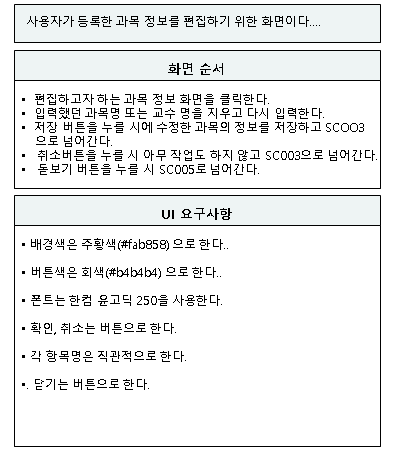 사용자가 등록한 과목 정보를 편집하기 위한 화면이다....
화면 순서
• 편집하고자 하는 과목 정보 화면을 클릭한다.
• 입력했던 과목명 또는 교수 명을 지우고 다시 입력한다.
• 저장 버튼을 누를 시에 수정한 과목의 정보를 저장하고 SCOO3
으로 넘어간다.
• 취소버튼을 누를 시 아무 작업도 하지 않고 SC003으로 넘어간다.
• 돋보기 버튼을 누를 시 SC005로 넘어간다.
UI 요구사항
• 배경색은 주황색(#fab858) 으로 한다..
• 버튼색은 회색(#b4b4b4) 으로 한다..
• 폰트는 한컴 윤고딕 250을 사용한다.
• 확인, 취소는 버튼으로 한다.
• 각 항목명은 직관적으로 한다.
•. 닫기는 버튼으로 한다.